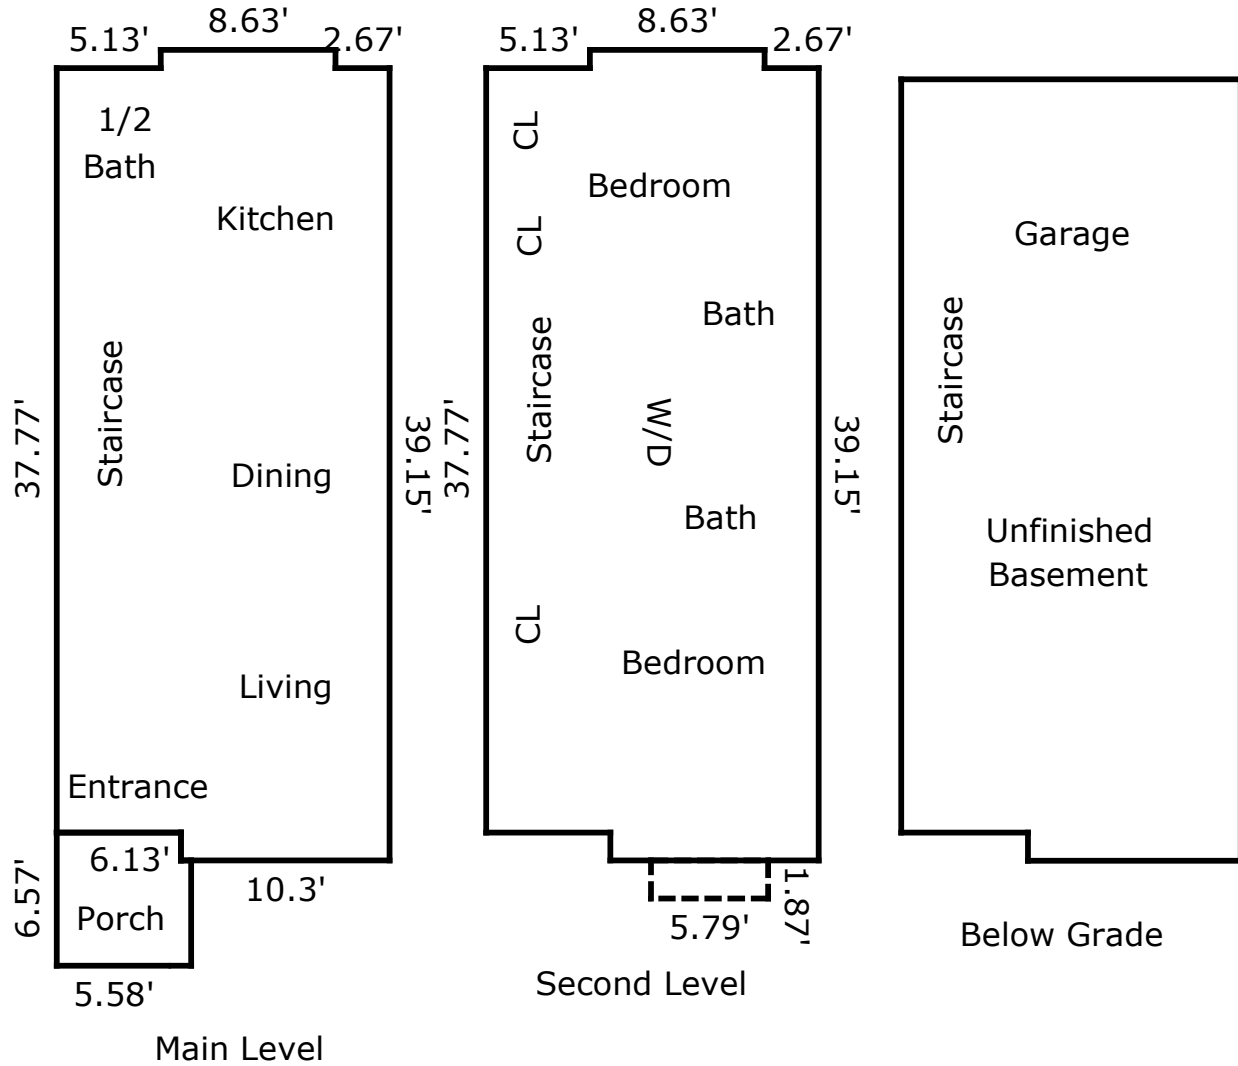 5.13'
8.63'
2.67'
1/2
Bath
Kitchen
Staircase
37.77'
39.15'
Dining
Living
Entrance
6.13'
6.57'
Porch
10.3'
5.58'
Main Level
5.13'
8.63'
2.67'
CL
Bedroom
CL
Bath
Staircase
W/D
37.77'
39.15'
Bath
CL
Bedroom
5.79'
1.87'
Second Level
Garage
Staircase
Unfinished
Basement
Below Grade